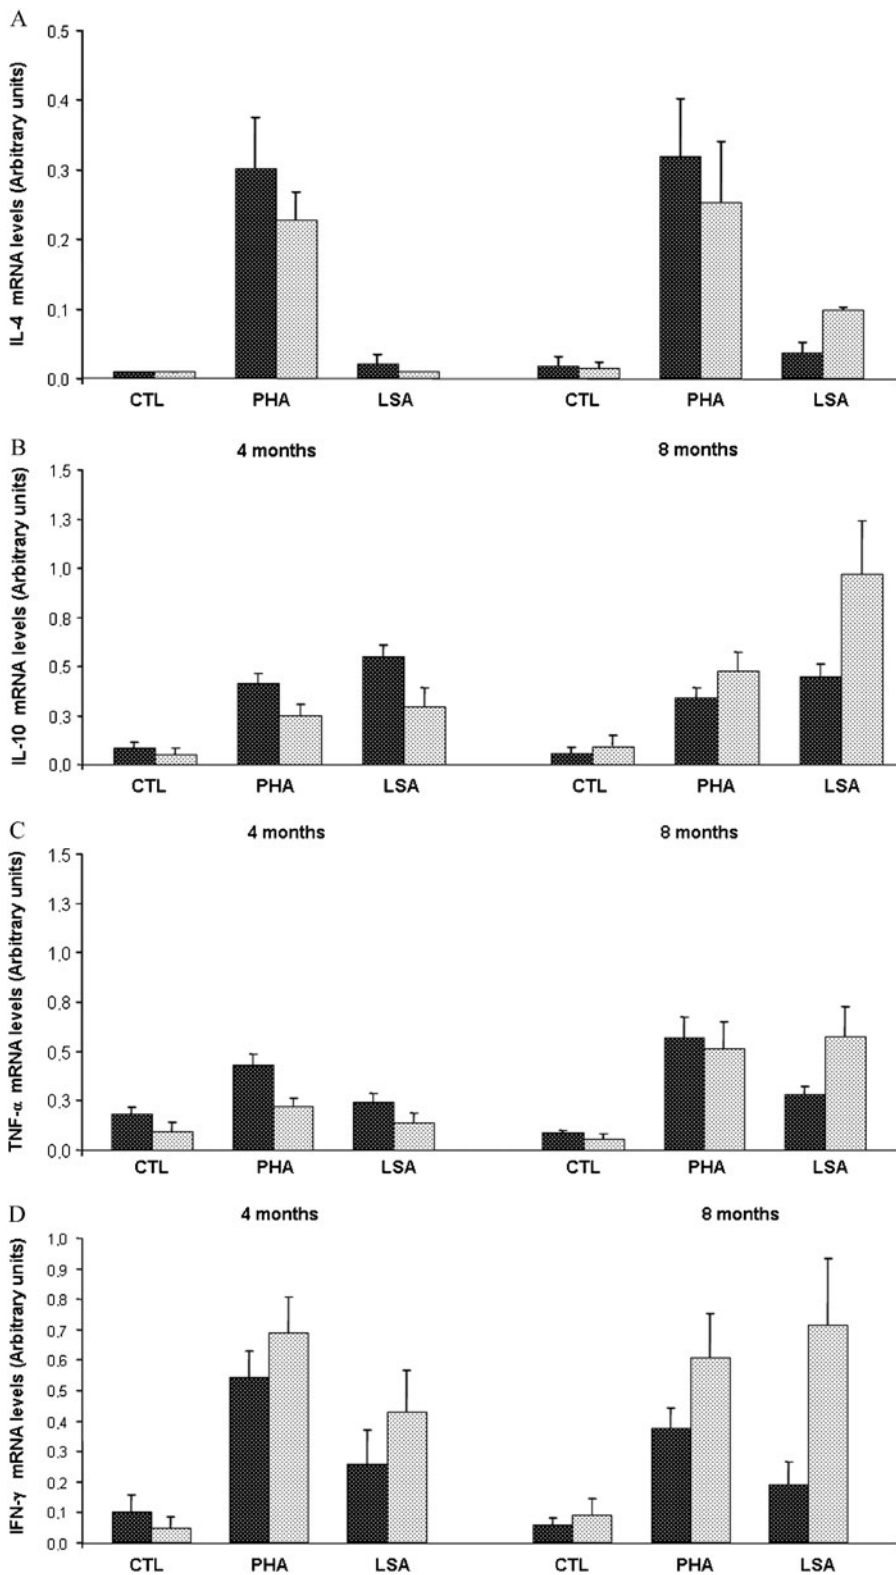 A
IL-4 mRNA levels (Arbitrary units)
0,5
0,4
0,3
0,2
0,1
0,0
CTL PHA LSA CTL PHA LSA
4 months 8 months
B
IL-10 mRNA levels (Arbitrary units)
1,5
1,3
1,0
0,8
0,5
0,3
0,0
CTL PHA LSA CTL PHA LSA
4 months 8 months
C
TNF-α mRNA levels (Arbitrary units)
1,5
1,3
1,0
0,8
0,5
0,3
0,0
CTL PHA LSA CTL PHA LSA
4 months 8 months
D
IFN-γ mRNA levels (Arbitrary units)
1,0
0,9
0,8
0,7
0,6
0,5
0,4
0,3
0,2
0,1
0,0
CTL PHA LSA CTL PHA LSA